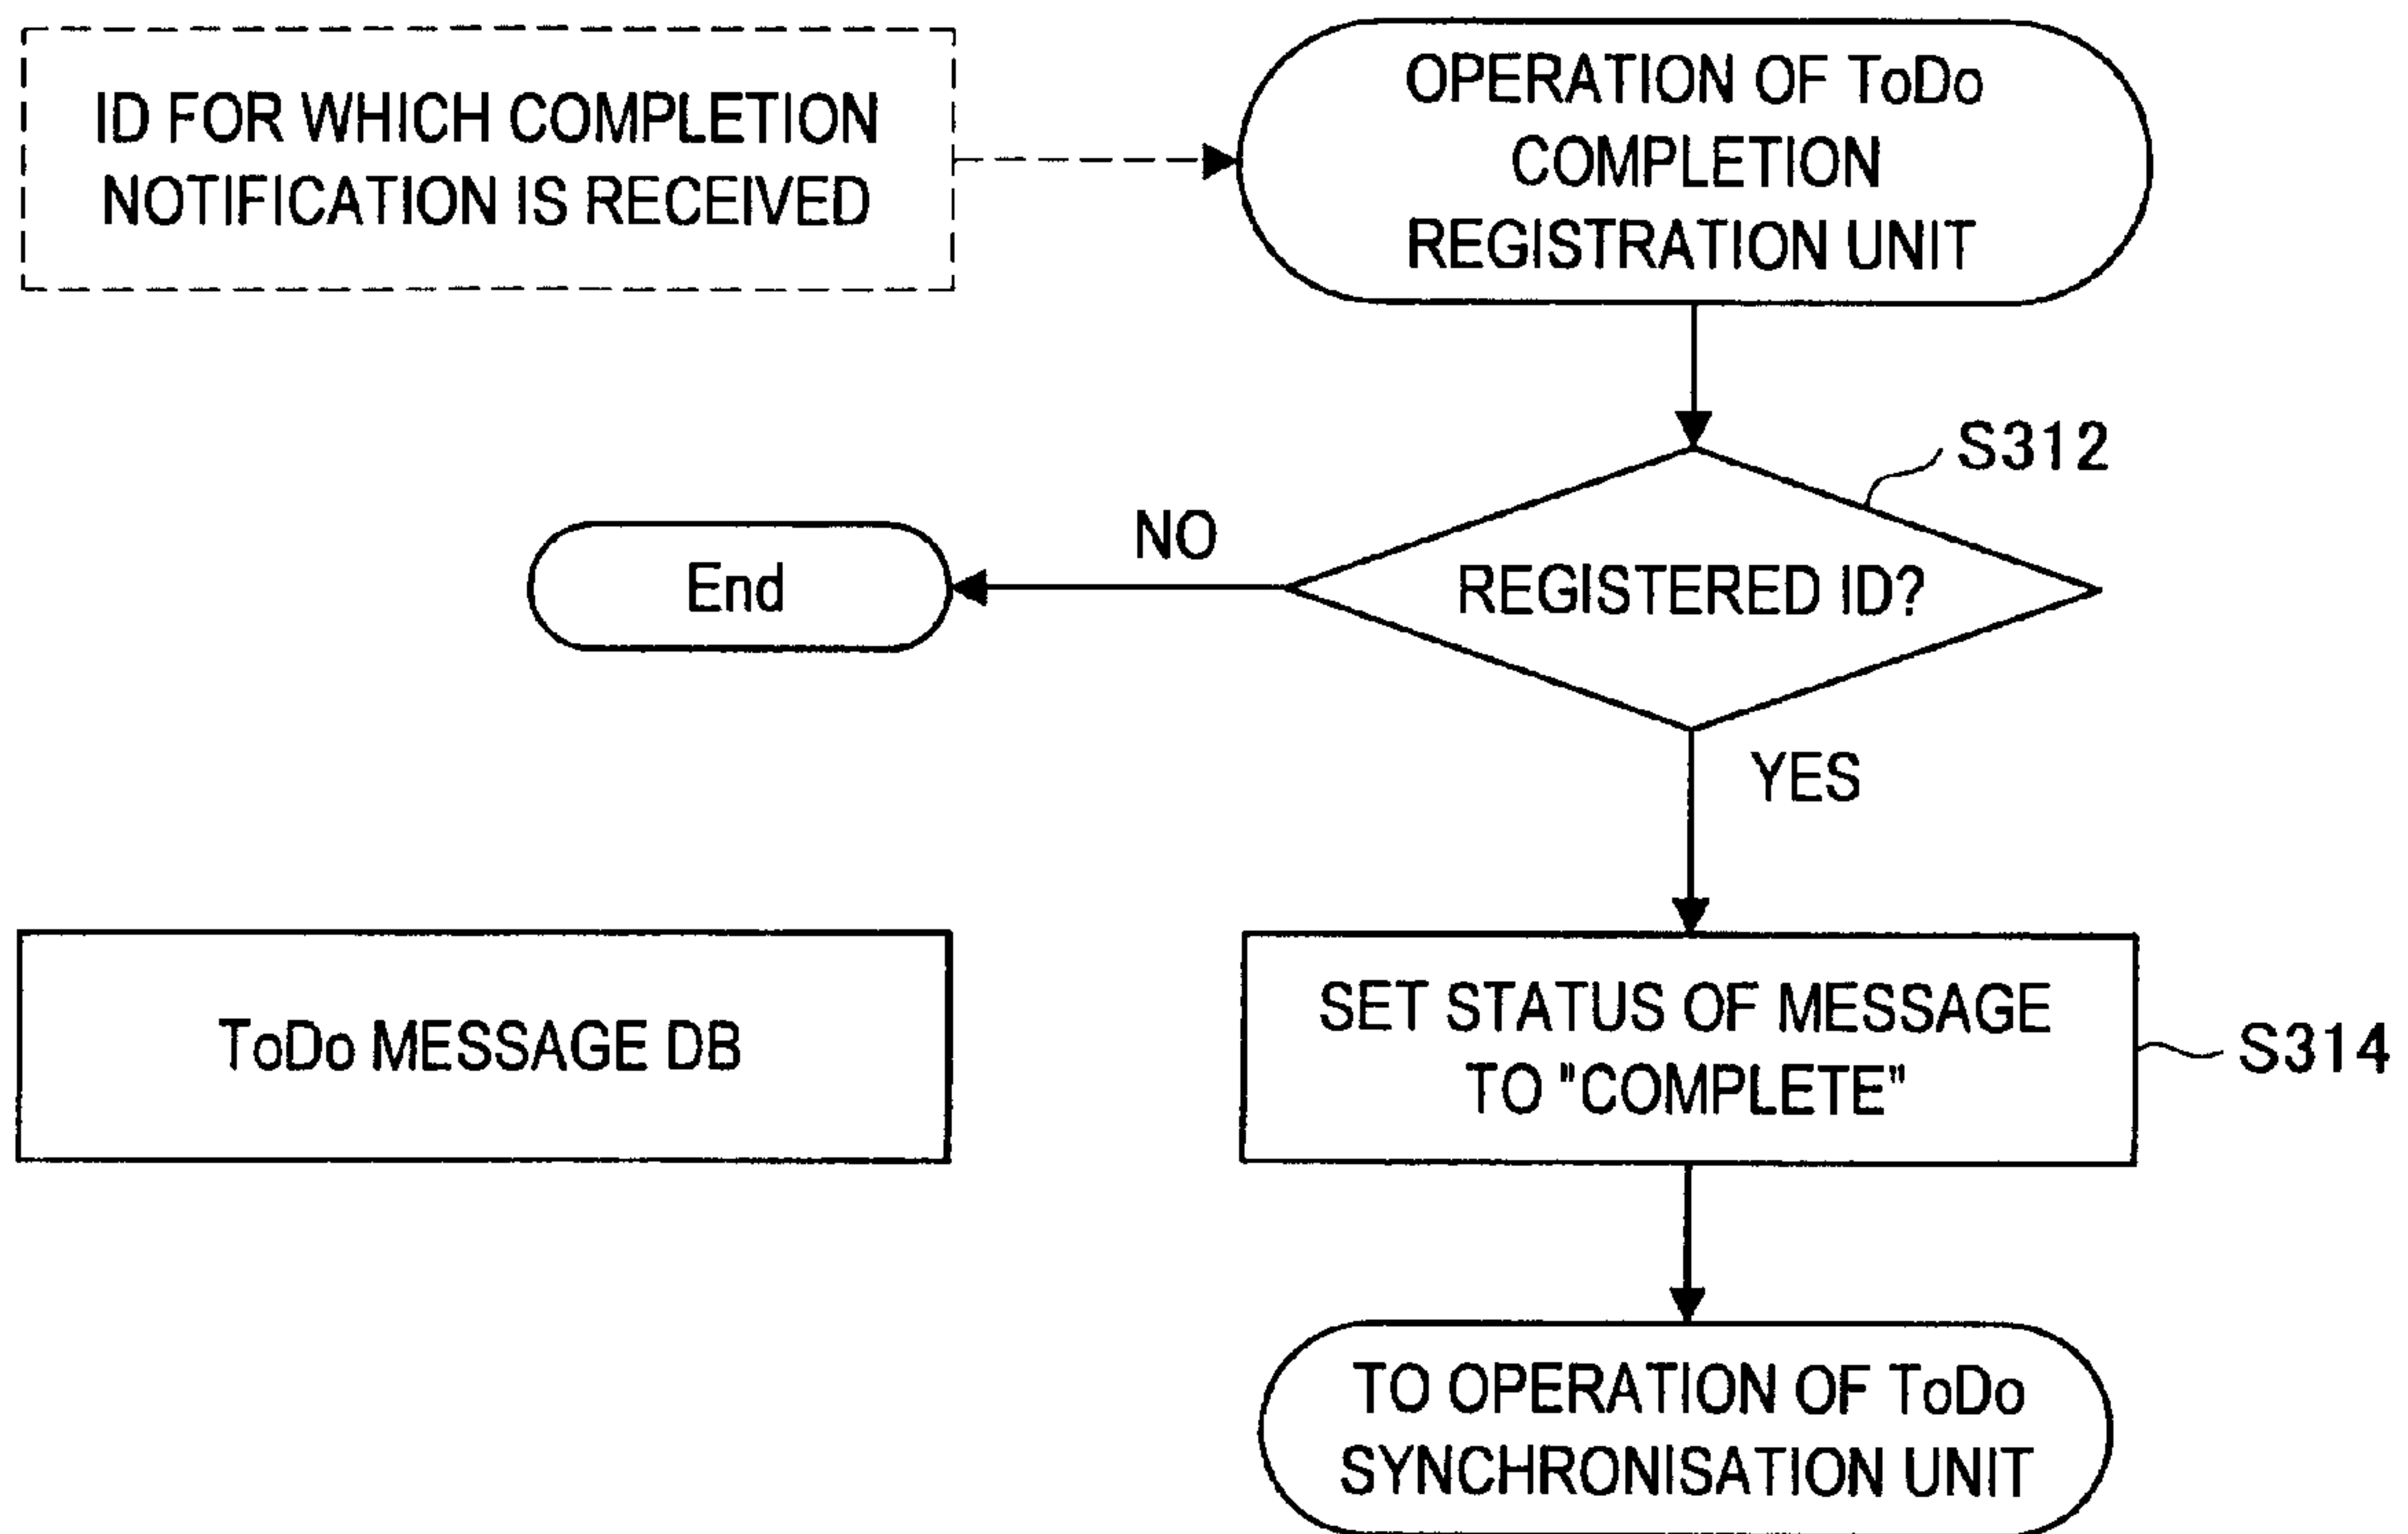 ID FOR WHICH COMPLETION
NOTIFICATION IS RECEIVED
OPERATION OF ToDo
COMPLETION
REGISTRATION UNIT
S312
NO
End
REGISTERED ID?
YES
ToDo MESSAGE DB
SET STATUS OF MESSAGE
TO "COMPLETE"
S314
TO OPERATION OF ToDo
SYNCHRONISATION UNIT